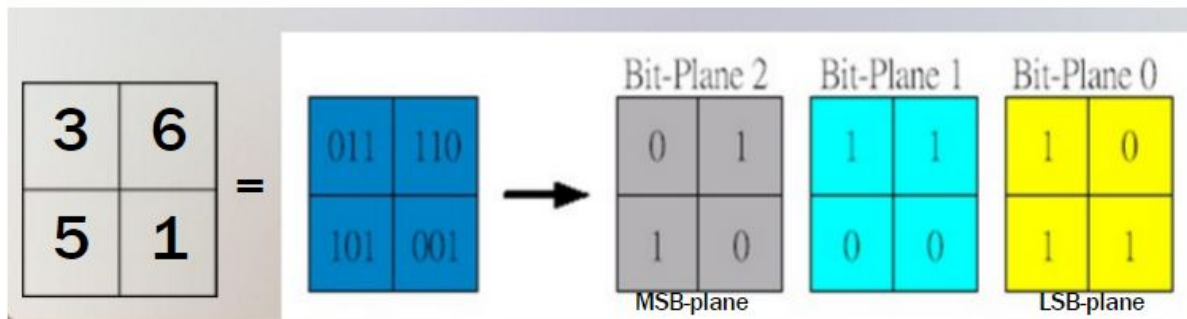 Bit-Plane 2 Bit-Plane 1 Bit-Plane 0
3 6 = 011 110 0 1 1 1 1 0
5 1 101 001 1 0 0 0 1 1
MSB-plane LSB-plane